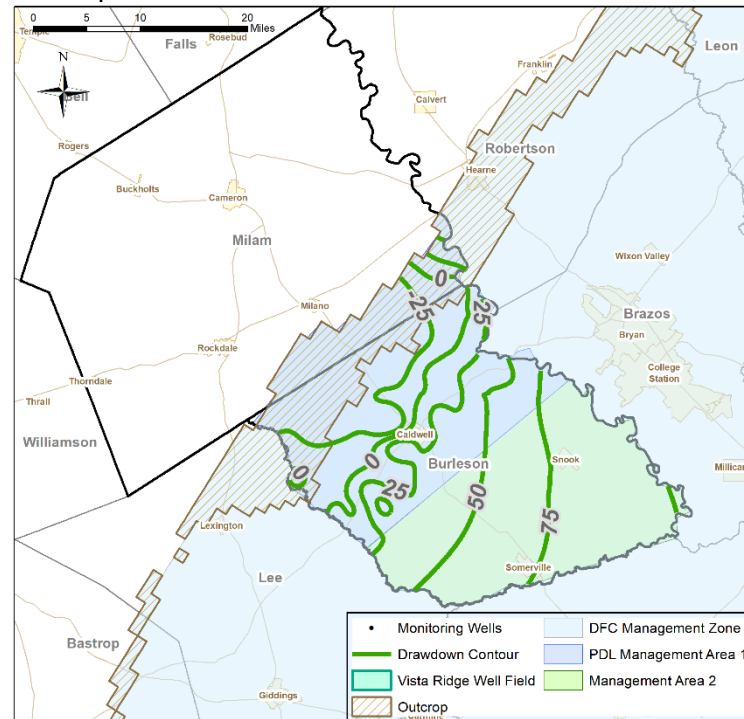 0 5 10 20
Miles
Temple
Rosebud
Falls
Leon
N
Bell
Franklin
Calvert
Rogers
Robertson
Hearne
Buckholts
Cameron
Milam
Wixon Valley
0
-25
25
Milano
Brazos
Bryan
Rockdale
College
Station
Thorndale
Thrall
Caldwell
Williamson
0
Burleson
Snook
Millican
0
25
50
75
Lexington
Lee
Somerville
Bastrop
Giddings
Monitoring Wells
Drawdown Contour
Vista Ridge Well Field
Outcrop
DFC Management Zone
PDL Management Area 1
Management Area 2